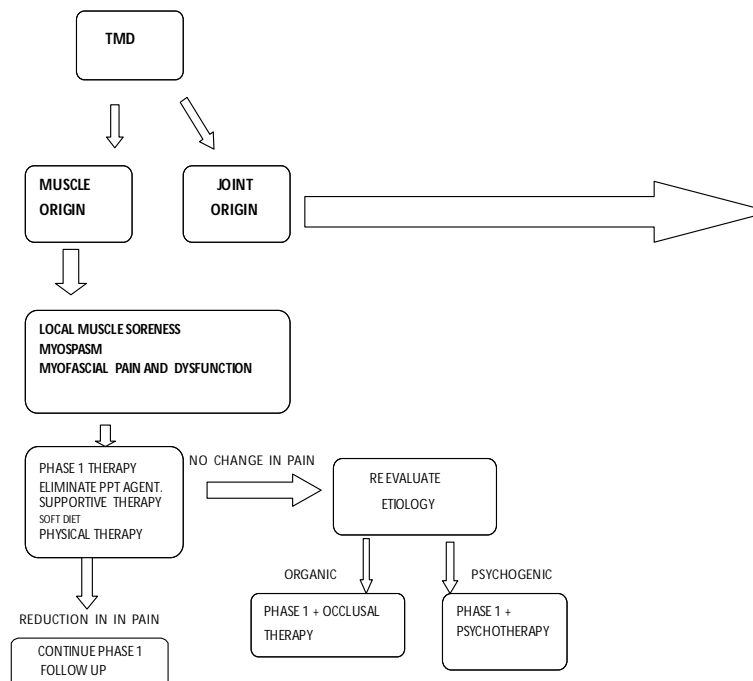 TMD
MUSCLE
ORIGIN
JOINT
ORIGIN
LOCAL MUSCLE SORENESS
MYOSPASM
MYOFASCIAL PAIN AND DYSFUNCTION
PHASE 1 THERAPY
ELIMINATE PPT AGENT.
SUPPORTIVE THERAPY
SOFT DIET
PHYSICAL THERAPY
NO CHANGE IN PAIN
RE EVALUATE
ETIOLOGY
ORGANIC
PSYCHOGENIC
PHASE 1 + OCCLUSAL
THERAPY
PHASE 1 +
PSYCHOTHERAPY
REDUCTION IN IN PAIN
CONTINUE PHASE 1
FOLLOW UP